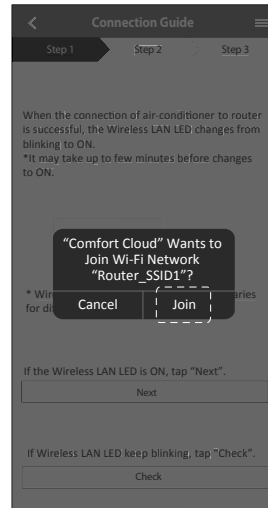 Connection Guide
Step 1 Step 2 Step 3
When the connection of air-conditioner to router
is successful, the Wireless LAN LED changes from
blinking to ON.
*It may take up to few minutes before changes
to ON.
“Comfort Cloud” Wants to
Join Wi-Fi Network
“Router_SSID1”?
Cancel Join
If the Wireless LAN LED is ON, tap “Next”.
Next
If Wireless LAN LED keep blinking, tap “Check”.
Check